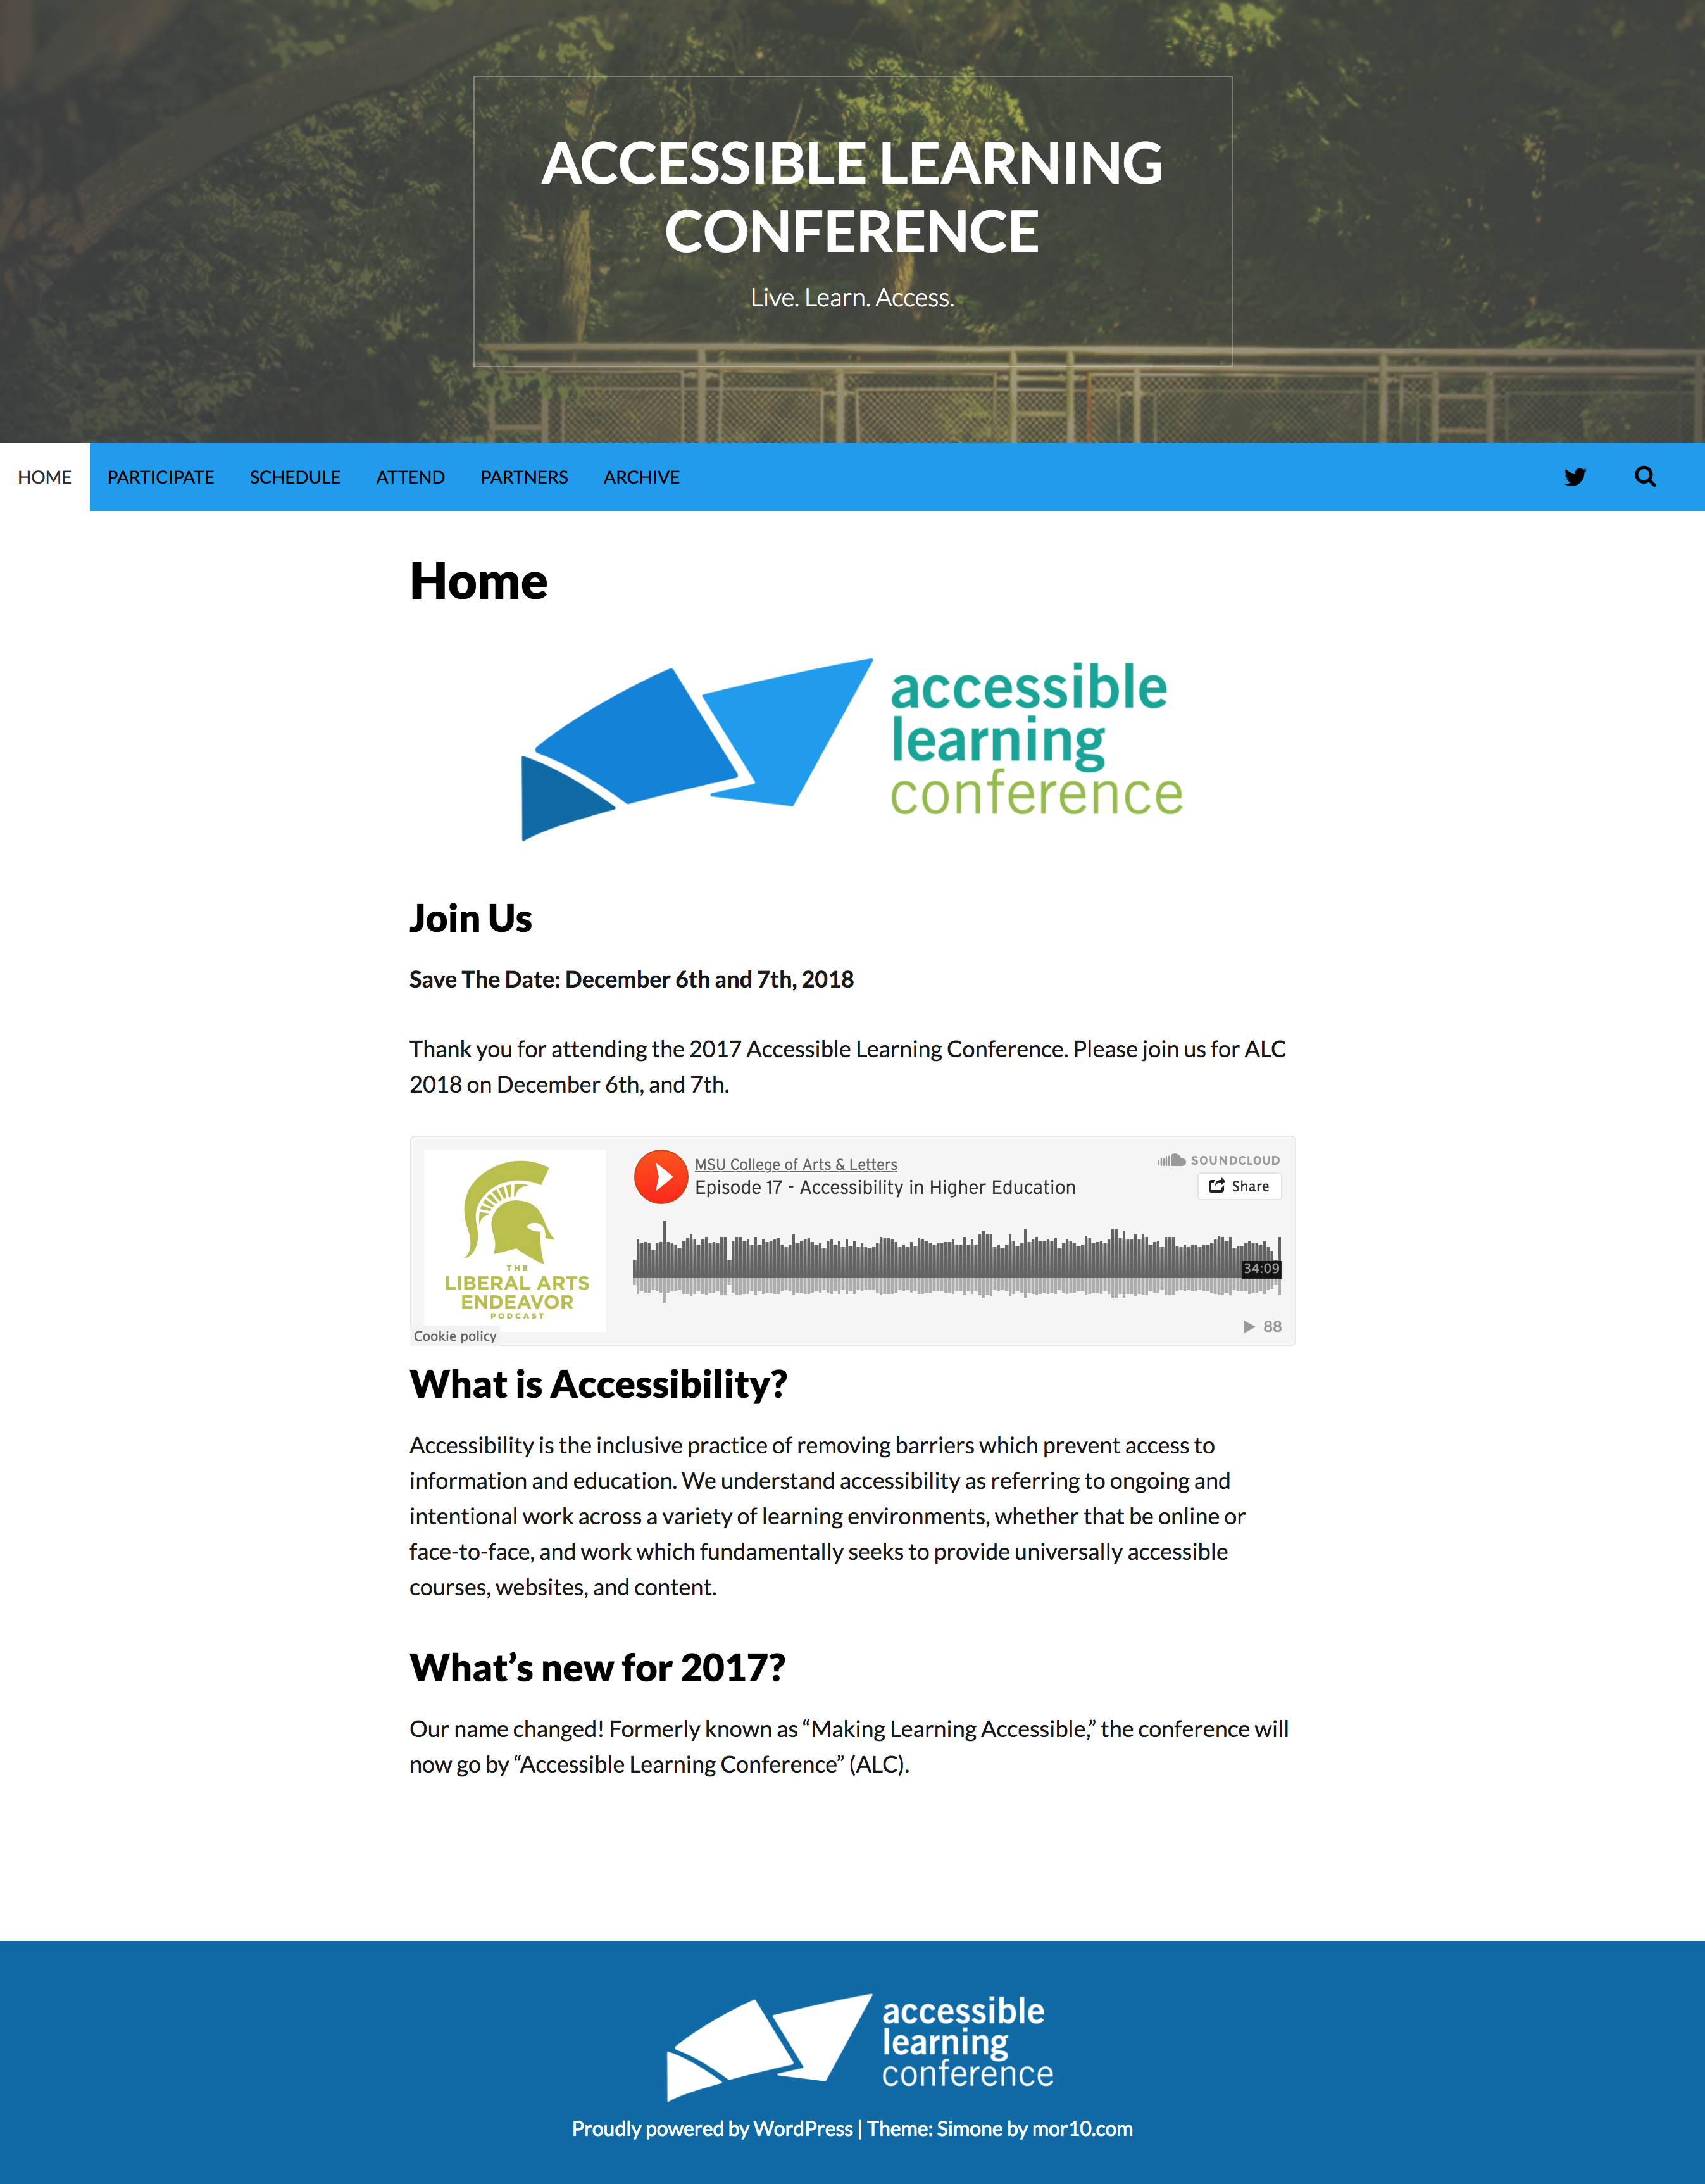 ACCESSIBLE LEARNING
CONFERENCE
Live. Learn. Access.
HOME
PARTICIPATE
SCHEDULE
ATTEND
PARTNERS
ARCHIVE
Home
accessible
learning
conference
Join Us
Save The Date: December 6th and 7th, 2018
Thank you for attending the 2017 Accessible Learning Conference. Please join us for ALC
2018 on December 6th, and 7th.
MSU College of Arts & Letters
Episode 17 - Accessibility in Higher Education
SOUNDCLOUD
Share
THE
LIBERAL ARTS
ENDEAVOR
PODCAST
34:09
88
Cookie policy
What is Accessibility?
Accessibility is the inclusive practice of removing barriers which prevent access to
information and education. We understand accessibility as referring to ongoing and
intentional work across a variety of learning environments, whether that be online or
face-to-face, and work which fundamentally seeks to provide universally accessible
courses, websites, and content.
What’s new for 2017?
Our name changed! Formerly known as “Making Learning Accessible,” the conference will
now go by “Accessible Learning Conference” (ALC).
accessible
learning
conference
Proudly powered by WordPress | Theme: Simone by mor10.com